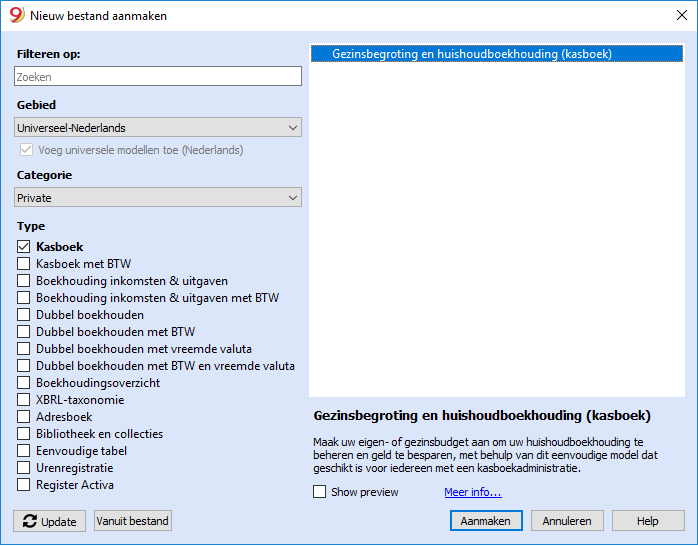 Nieuw bestand aanmaken
Filteren op:
Zoeken
Gebied
Universeel-Nederlands
Voeg universele modellen toe (Nederlands)
Categorie
Private
Type
Kasboek
Kasboek met BTW
Boekhouding inkomsten & uitgaven
Boekhouding inkomsten & uitgaven met BTW
Dubbel boekhouden
Dubbel boekhouden met BTW
Dubbel boekhouden met vreemde valuta
Dubbel boekhouden met BTW en vreemde valuta
Boekhoudingsoverzicht
XBRL-taxonomie
Adresboek
Bibliotheek en collecties
Eenvoudige tabel
Urenregistratie
Register Activa
Update
Vanuit bestand
Gezinsbegroting en huishoudboekhouding (kasboek)
Gezinsbegroting en huishoudboekhouding (kasboek)
Maak uw eigen- of gezinsbudget aan om uw huishoudboekhouding te
beheren en geld te besparen, met behulp van dit eenvoudige model dat
geschikt is voor iedereen met een kasboekadministratie.
Show preview
Meer info...
Aanmaken
Annuleren
Help